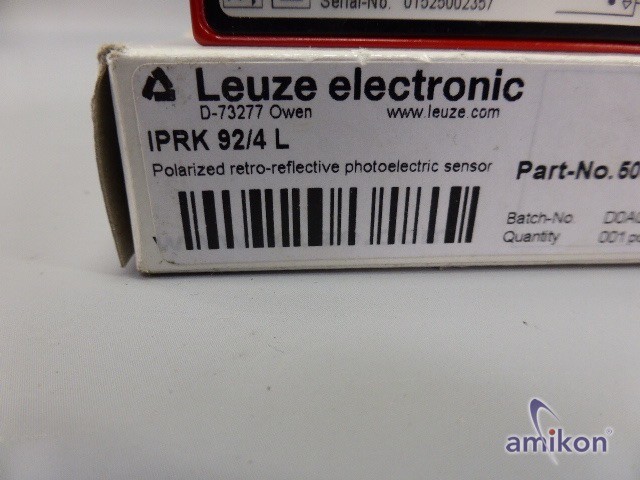 Serial-No. 01525002357
Leuze electronic
D-73277 Owen www.leuze.com
IPRK 92/4 L
Polarized retro-reflective photoelectric sensor
Part-No. 50
Batch-No.
Quantity 001
amikon